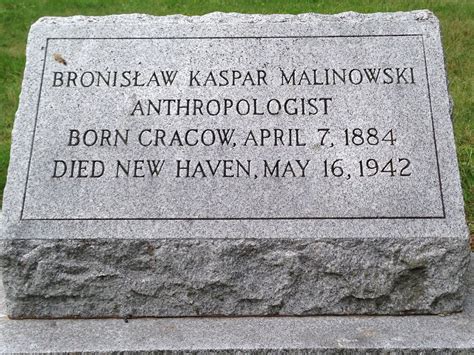 BRONISŁAW KASPAR MALINOWSKI
ANTHROPOLOGIST
BORN CRACOW, APRIL 7, 1884
DIED NEW HAVEN, MAY 16, 1942